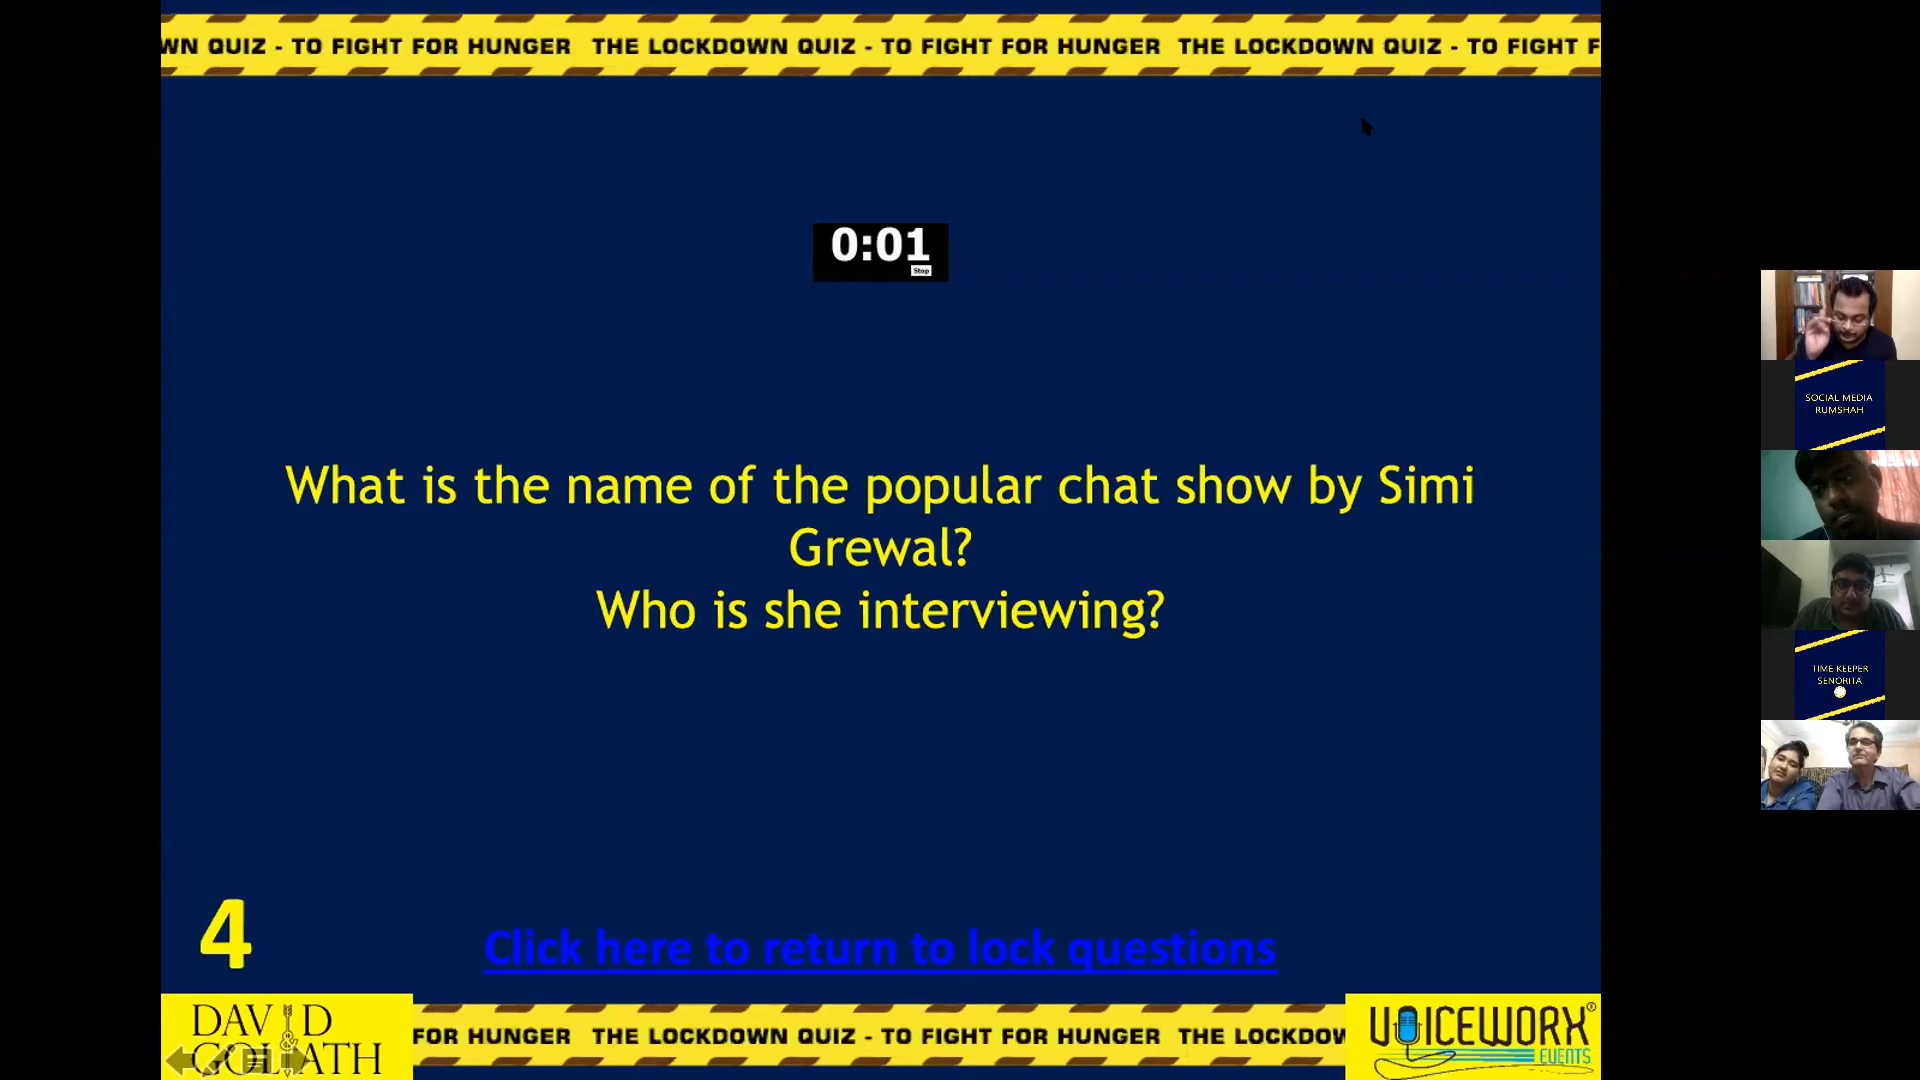 WN QUIZ - TO FIGHT FOR HUNGER THE LOCKDOWN QUIZ - TO FIGHT FOR HUNGER THE LOCKDOWN QUIZ - TO FIGHT F
0:01
Stop
What is the name of the popular chat show by Simi
Grewal?
Who is she interviewing?
SOCIAL MEDIA
RUMSHAH
TIME KEEPER
SENORITA
4
Click here to return to lock questions
DAVID
&
GOLIATH
FOR HUNGER THE LOCKDOWN QUIZ - TO FIGHT FOR HUNGER THE LOCKDOW
VOICEWORX
EVENTS